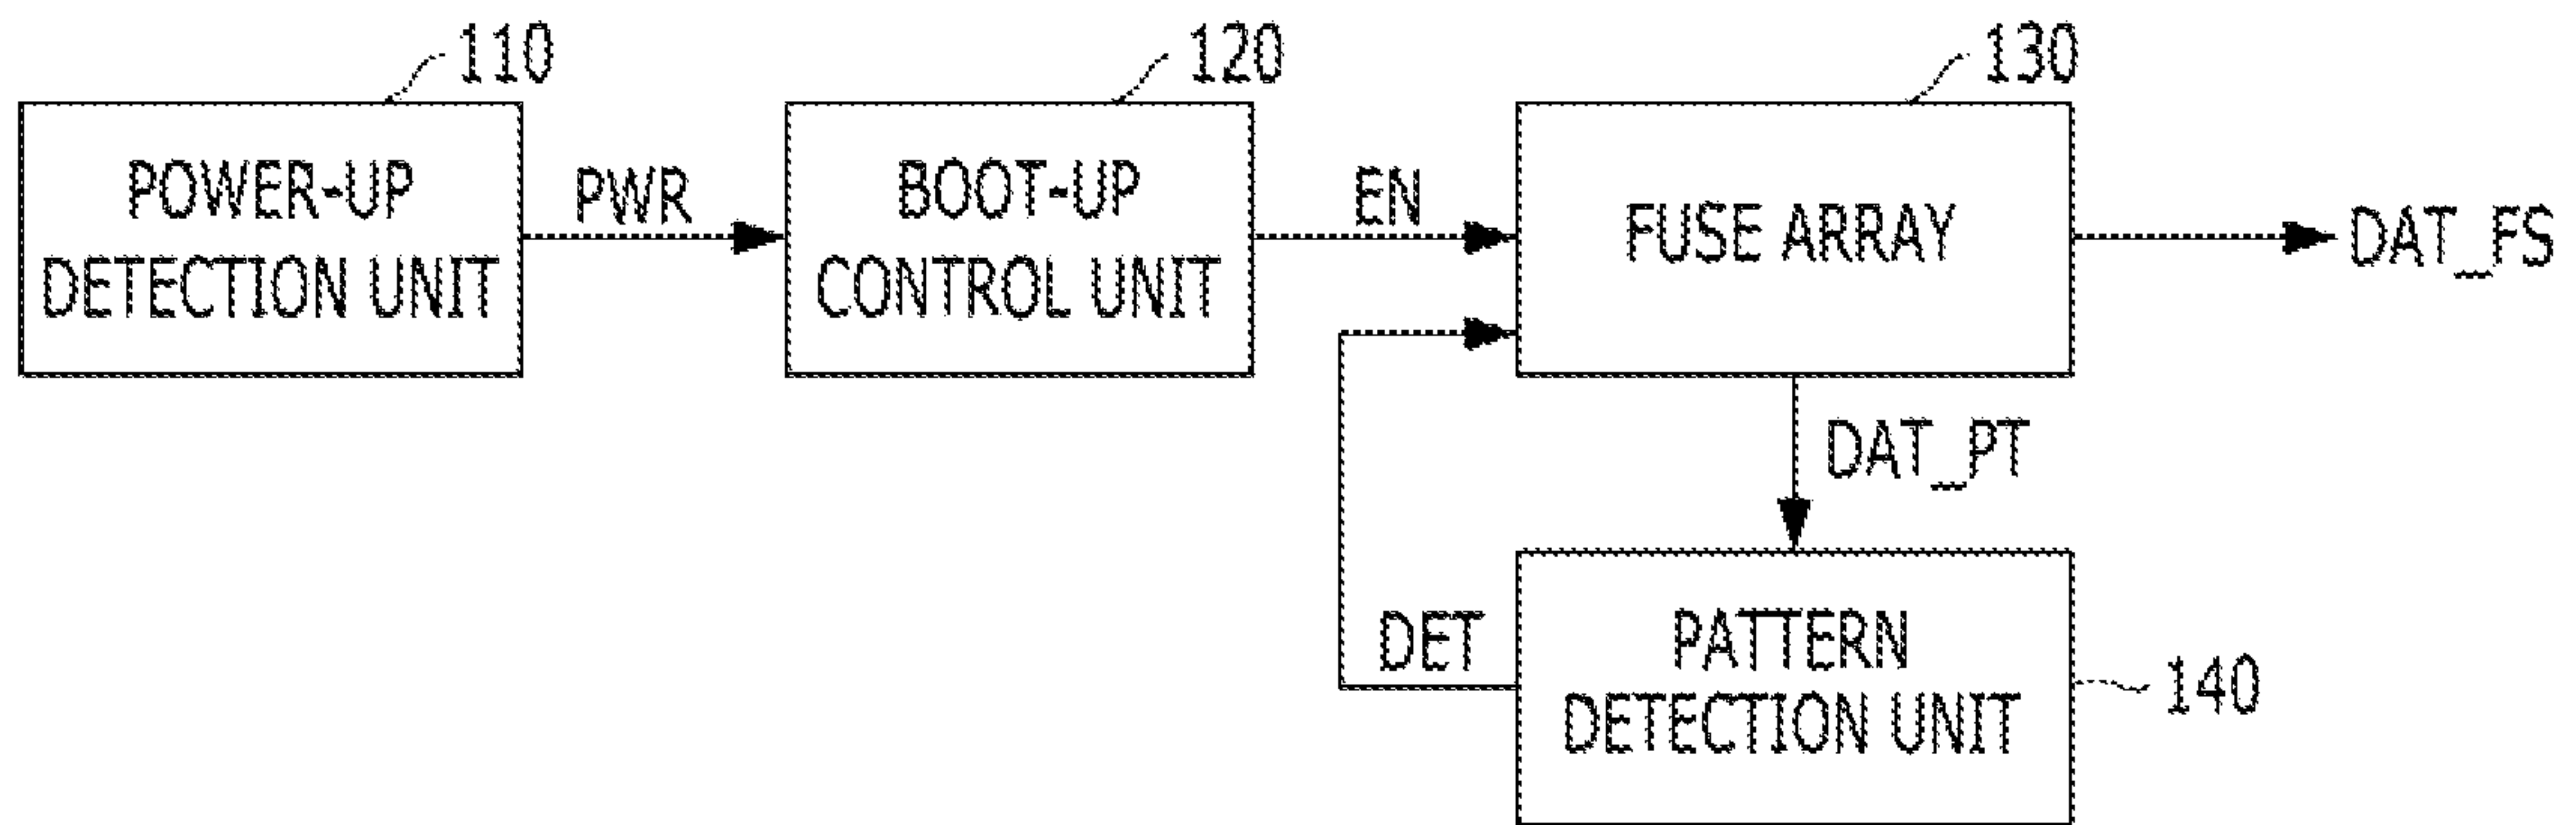 110
120
130
POWER-UP
DETECTION UNIT
PWR
BOOT-UP
CONTROL UNIT
EN
FUSE ARRAY
DAT_FS
DAT_PT
DET
PATTERN
DETECTION UNIT
140